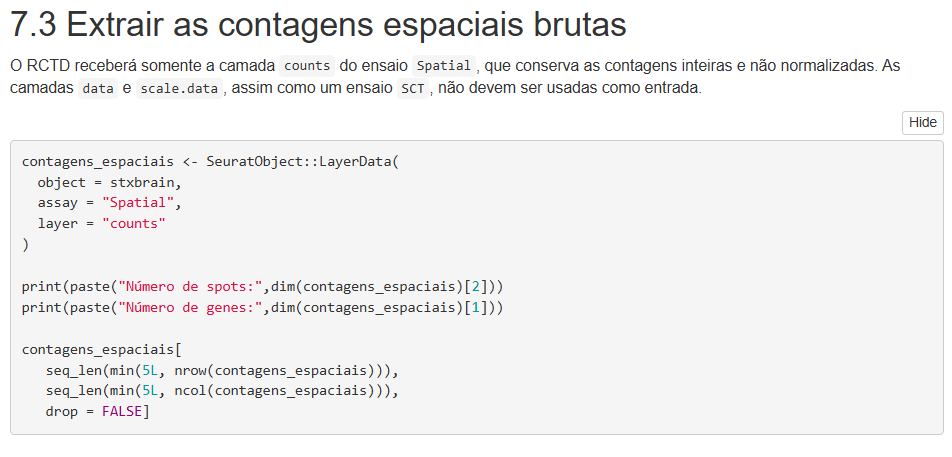 7.3 Extrair as contagens espaciais brutas
O RCTD receberá somente a camada counts do ensaio Spatial, que conserva as contagens inteiras e não normalizadas. As
camadas data e scale.data, assim como um ensaio SCT, não devem ser usadas como entrada.
Hide
contagens_espaciais <- SeuratObject::LayerData(
  object = stxbrain,
  assay = "Spatial",
  layer = "counts"
)
print(paste("Número de spots:",dim(contagens_espaciais)[2]))
print(paste("Número de genes:",dim(contagens_espaciais)[1]))
contagens_espaciais[
   seq_len(min(5L, nrow(contagens_espaciais))),
   seq_len(min(5L, ncol(contagens_espaciais))),
   drop = FALSE]